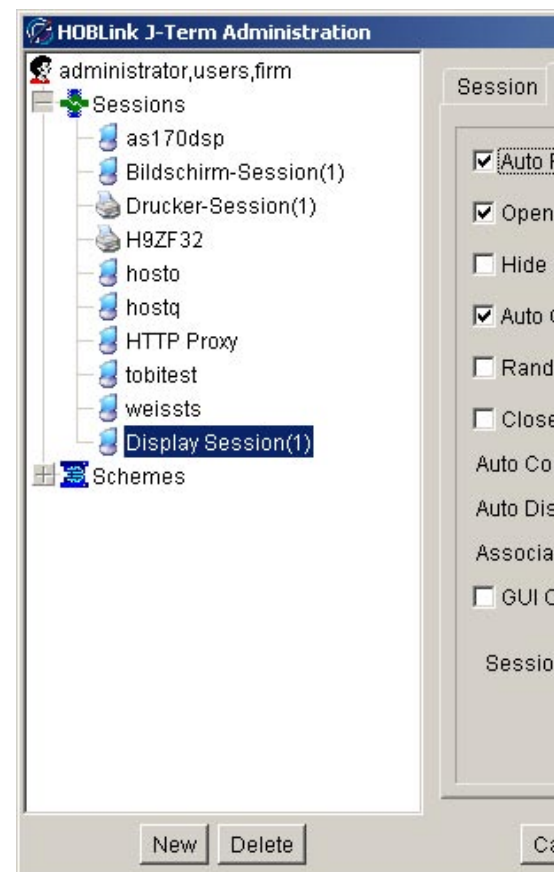 HOBLink J-Term Administration
administrator,users,firm
Sessions
as170dsp
Bildschirm-Session(1)
Drucker-Session(1)
H9ZF32
hosto
hostq
HTTP Proxy
tobitest
weissts
Display Session(1)
Schemes
New
Delete
Session
Auto
Open
Hide
Auto
Rand
Close
Auto Co
Auto Dis
Associa
GUI
Sessio
Ca